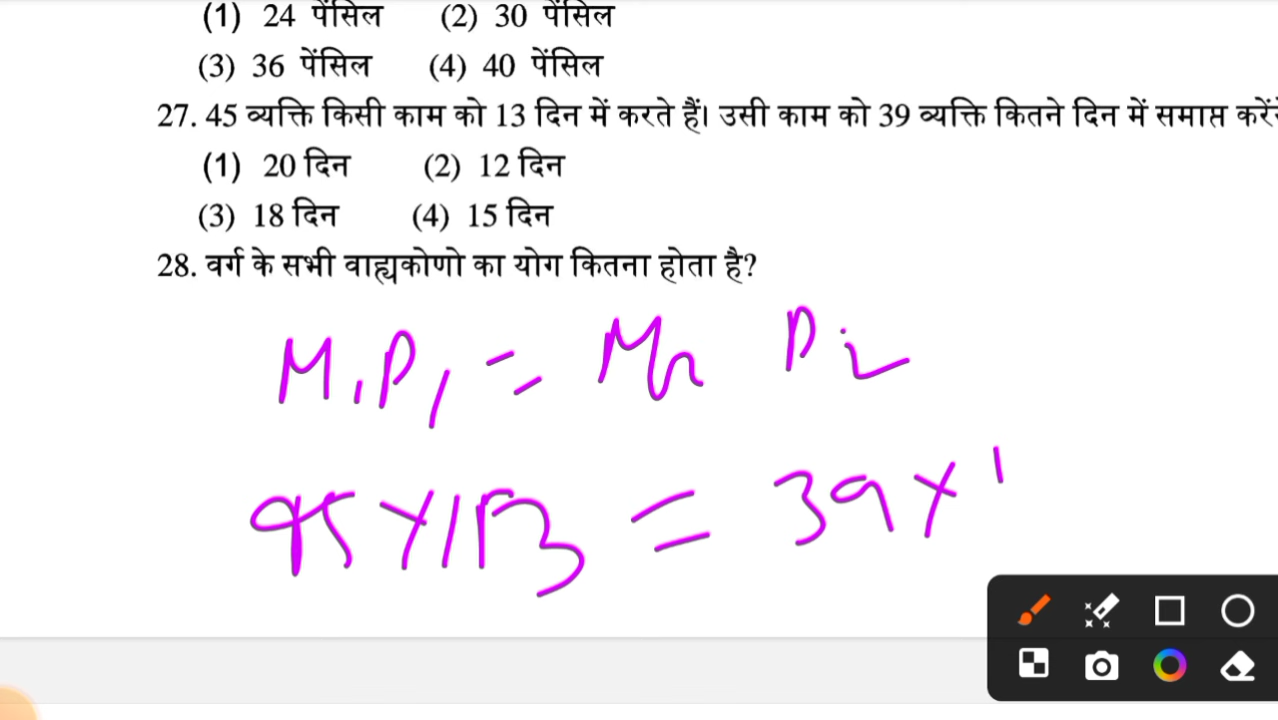 (1) 24 पेंसिल (2) 30 पेंसिल
(3) 36 पेंसिल (4) 40 पेंसिल
27. 45 व्यक्ति किसी काम को 13 दिन में करते हैं। उसी काम को 39 व्यक्ति कितने दिन में समाप्त करेंगे
(1) 20 दिन (2) 12 दिन
(3) 18 दिन (4) 15 दिन
28. वर्ग के सभी वाह्यकोणो का योग कितना होता है?
M₁D₁ = M₂ D₂
45 × 13 = 39 ×